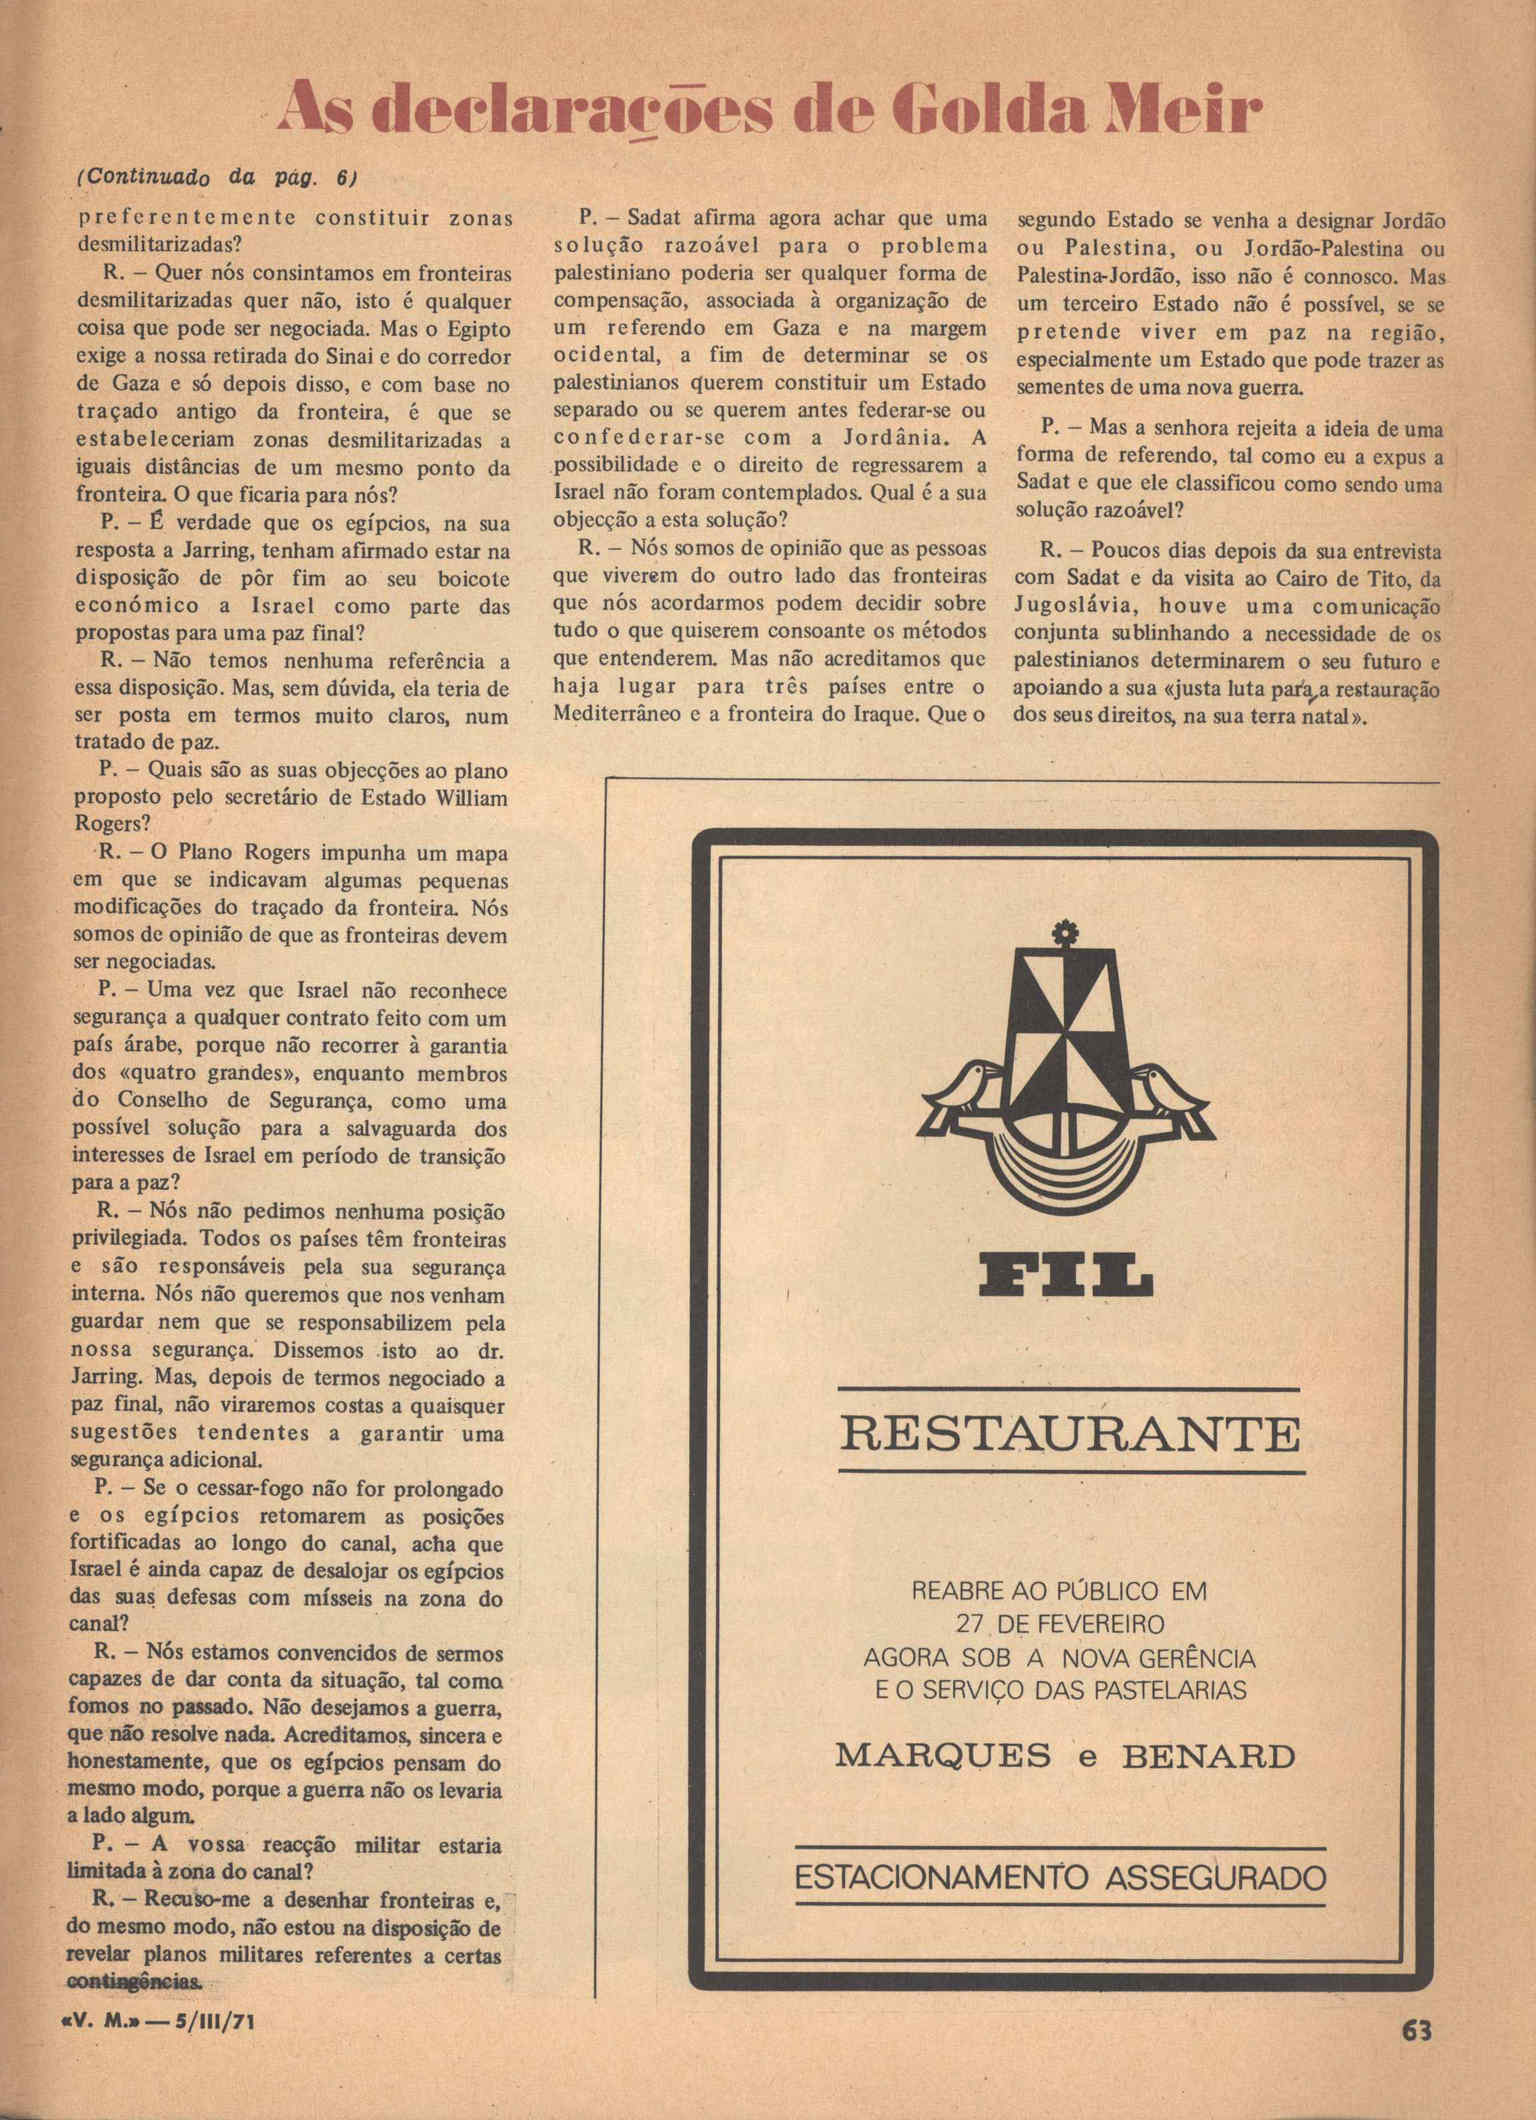 As declarações de Golda Meir
(Continuado da pág. 6)
preferentemente constituir zonas
desmilitarizadas?
R. — Quer nós consintamos em fronteiras
desmilitarizadas quer não, isto é qualquer
coisa que pode ser negociada. Mas o Egipto
exige a nossa retirada do Sinai e do corredor
de Gaza e só depois disso, e com base no
traçado antigo da fronteira, é que se
estabeleceriam zonas desmilitarizadas a
iguais distâncias de um mesmo ponto da
fronteira. O que ficaria para nós?
P. — É verdade que os egípcios, na sua
resposta a Jarring, tenham afirmado estar na
disposição de pôr fim ao seu boicote
económico a Israel como parte das
propostas para uma paz final?
R. — Não temos nenhuma referência a
essa disposição. Mas, sem dúvida, ela teria de
ser posta em termos muito claros, num
tratado de paz.
P. — Quais são as suas objecções ao plano
proposto pelo secretário de Estado William
Rogers?
R. — O Plano Rogers impunha um mapa
em que se indicavam algumas pequenas
modificações do traçado da fronteira. Nós
somos de opinião de que as fronteiras devem
ser negociadas.
P. — Uma vez que Israel não reconhece
segurança a qualquer contrato feito com um
país árabe, porque não recorrer à garantia
dos «quatro grandes», enquanto membros
do Conselho de Segurança, como uma
possível solução para a salvaguarda dos
interesses de Israel em período de transição
para a paz?
R. — Nós não pedimos nenhuma posição
privilegiada. Todos os países têm fronteiras
e são responsáveis pela sua segurança
interna. Nós não queremos que nos venham
guardar nem que se responsabilizem pela
nossa segurança. Dissemos isto ao dr.
Jarring. Mas, depois de termos negociado a
paz final, não viraremos costas a quaisquer
sugestões tendentes a garantir uma
segurança adicional.
P. — Se o cessar-fogo não for prolongado
e os egípcios retomarem as posições
fortificadas ao longo do canal, acha que
Israel é ainda capaz de desalojar os egípcios
das suas defesas com mísseis na zona do
canal?
R. — Nós estamos convencidos de sermos
capazes de dar conta da situação, tal como
fomos no passado. Não desejamos a guerra,
que não resolve nada. Acreditamos, sincera e
honestamente, que os egípcios pensam do
mesmo modo, porque a guerra não os levaria
a lado algum.
P. — A vossa reacção militar estaria
limitada à zona do canal?
R. — Recuso-me a desenhar fronteiras e,
do mesmo modo, não estou na disposição de
revelar planos militares referentes a certas
contingências.
P. — Sadat afirma agora achar que uma
solução razoável para o problema
palestiniano poderia ser qualquer forma de
compensação, associada à organização de
um referendo em Gaza e na margem
ocidental, a fim de determinar se os
palestinianos querem constituir um Estado
separado ou se querem antes federar-se ou
confederar-se com a Jordânia. A
possibilidade e o direito de regressarem a
Israel não foram contemplados. Qual é a sua
objecção a esta solução?
R. — Nós somos de opinião que as pessoas
que viverem do outro lado das fronteiras
que nós acordarmos podem decidir sobre
tudo o que quiserem consoante os métodos
que entenderem. Mas não acreditamos que
haja lugar para três países entre o
Mediterrâneo e a fronteira do Iraque. Que o
segundo Estado se venha a designar Jordão
ou Palestina, ou Jordão-Palestina ou
Palestina-Jordão, isso não é connosco. Mas
um terceiro Estado não é possível, se se
pretende viver em paz na região,
especialmente um Estado que pode trazer as
sementes de uma nova guerra.
P. — Mas a senhora rejeita a ideia de uma
forma de referendo, tal como eu a expus a
Sadat e que ele classificou como sendo uma
solução razoável?
R. — Poucos dias depois da sua entrevista
com Sadat e da visita ao Cairo de Tito, da
Jugoslávia, houve uma comunicação
conjunta sublinhando a necessidade de os
palestinianos determinarem o seu futuro e
apoiando a sua «justa luta para a restauração
dos seus direitos, na sua terra natal».
FIL
RESTAURANTE
REABRE AO PÚBLICO EM
27 DE FEVEREIRO
AGORA SOB A NOVA GERÊNCIA
E O SERVIÇO DAS PASTELARIAS
MARQUES e BENARD
ESTACIONAMENTO ASSEGURADO
«V. M.» — 5/III/71
63